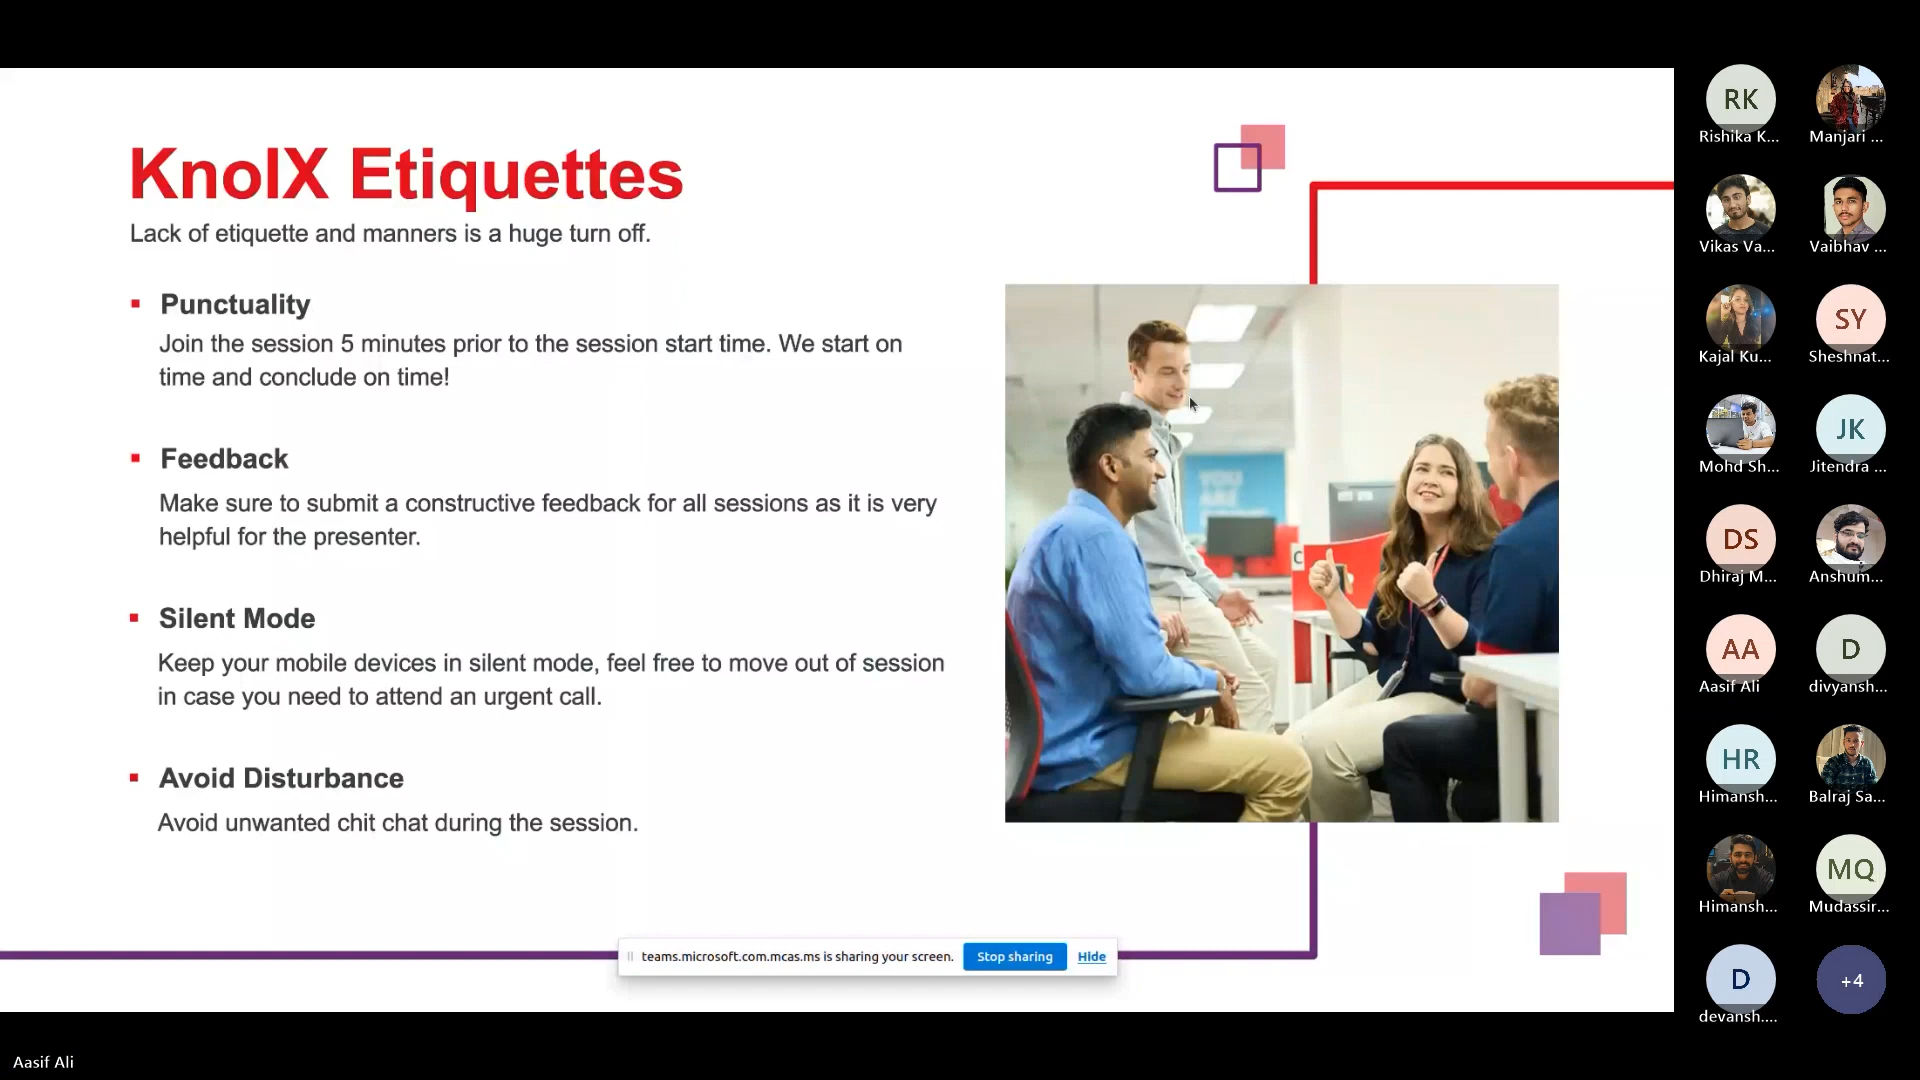 KnolX Etiquettes
Lack of etiquette and manners is a huge turn off.
▪ Punctuality
Join the session 5 minutes prior to the session start time. We start on
time and conclude on time!
▪ Feedback
Make sure to submit a constructive feedback for all sessions as it is very
helpful for the presenter.
▪ Silent Mode
Keep your mobile devices in silent mode, feel free to move out of session
in case you need to attend an urgent call.
▪ Avoid Disturbance
Avoid unwanted chit chat during the session.
YOU
ARE
C
teams.microsoft.com.mcas.ms is sharing your screen. Stop sharing Hide
RK
Rishika K... Manjari ...
Vikas Va... Vaibhav ...
SY
Kajal Ku... Sheshnat...
JK
Mohd Sh... Jitendra ...
DS
Dhiraj M... Anshum...
AA D
Aasif Ali divyansh...
HR
Himansh... Balraj Sa...
MQ
Himansh... Mudassir...
D +4
devansh....
Aasif Ali